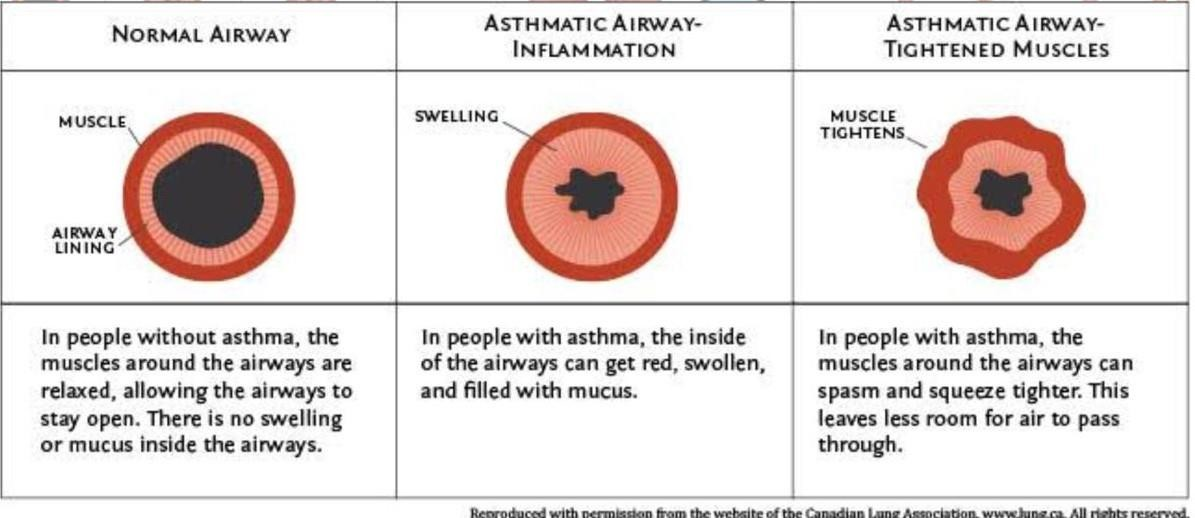 NORMAL AIRWAY
ASTHMATIC AIRWAY-
INFLAMMATION
ASTHMATIC AIRWAY-
TIGHTENED MUSCLES
MUSCLE
AIRWAY
LINING
SWELLING
MUSCLE
TIGHTENS
In people without asthma, the
muscles around the airways are
relaxed, allowing the airways to
stay open. There is no swelling
or mucus inside the airways.
In people with asthma, the inside
of the airways can get red, swollen,
and filled with mucus.
In people with asthma, the
muscles around the airways can
spasm and squeeze tighter. This
leaves less room for air to pass
through.
Reproduced with permission from the website of the Canadian Lung Association, www.lung.ca. All rights reserved.